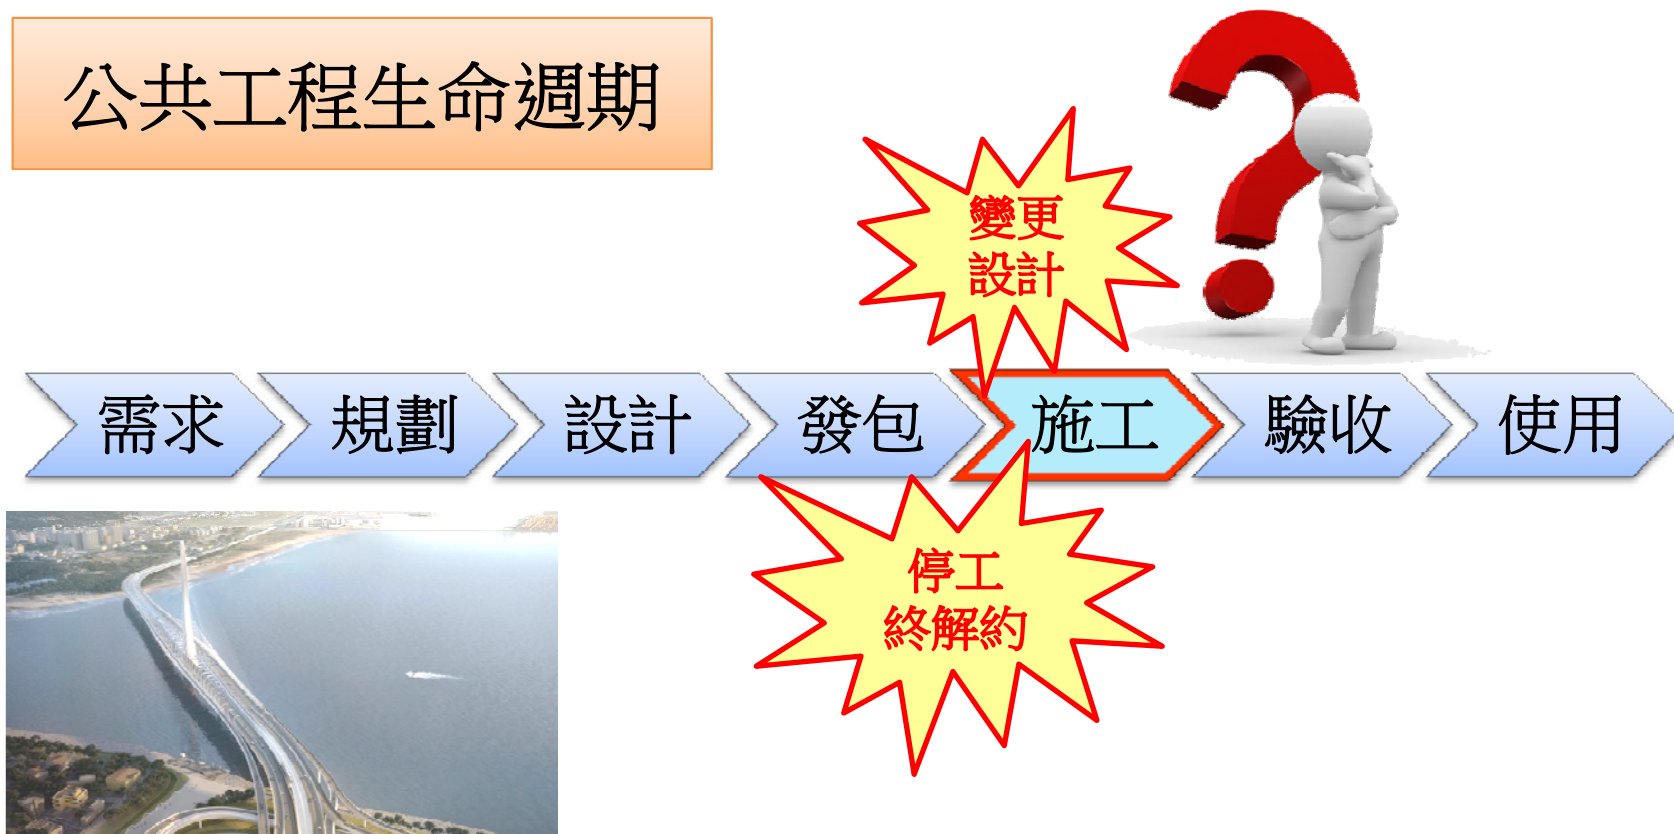 公共工程生命週期
變更
設計
需求
規劃
設計
發包
施工
驗收
使用
停工
終解約